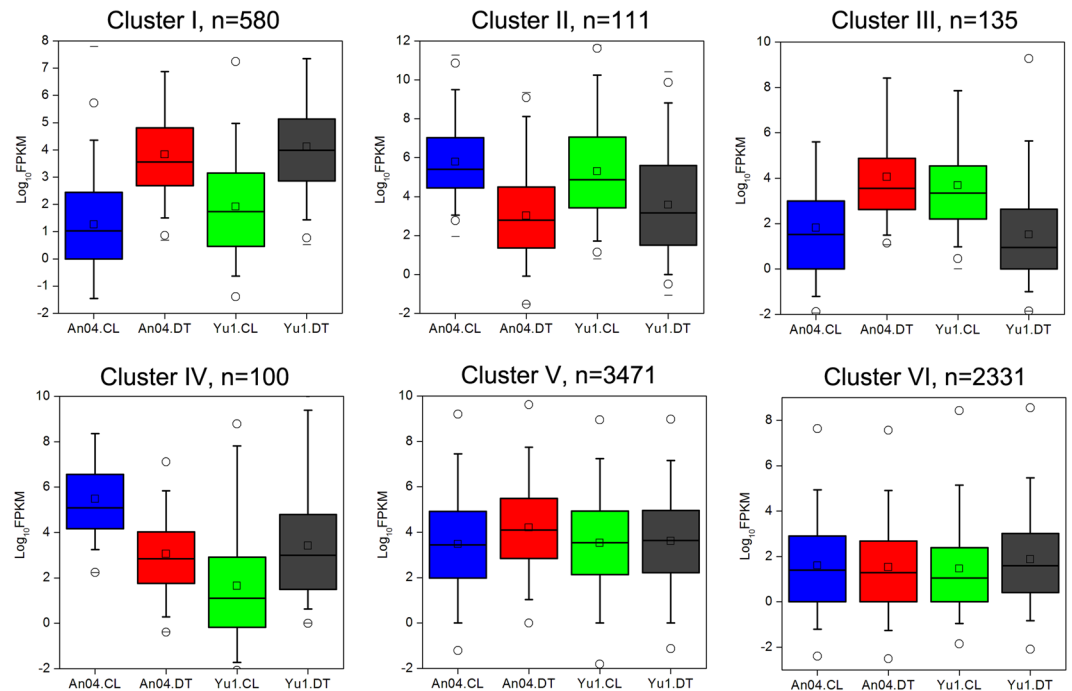 Cluster I, n=580
Log10FPKM
8
7
6
5
4
3
2
1
0
-1
-2
An04.CL An04.DT Yu1.CL Yu1.DT
Cluster II, n=111
Log10FPKM
12
10
8
6
4
2
0
-2
An04.CL An04.DT Yu1.CL Yu1.DT
Cluster III, n=135
Log10FPKM
10
8
6
4
2
0
-2
An04.CL An04.DT Yu1.CL Yu1.DT
Cluster IV, n=100
Log10FPKM
10
8
6
4
2
0
-2
An04.CL An04.DT Yu1.CL Yu1.DT
Cluster V, n=3471
Log10FPKM
10
8
6
4
2
0
-2
An04.CL An04.DT Yu1.CL Yu1.DT
Cluster VI, n=2331
Log10FPKM
8
6
4
2
0
-2
An04.CL An04.DT Yu1.CL Yu1.DT